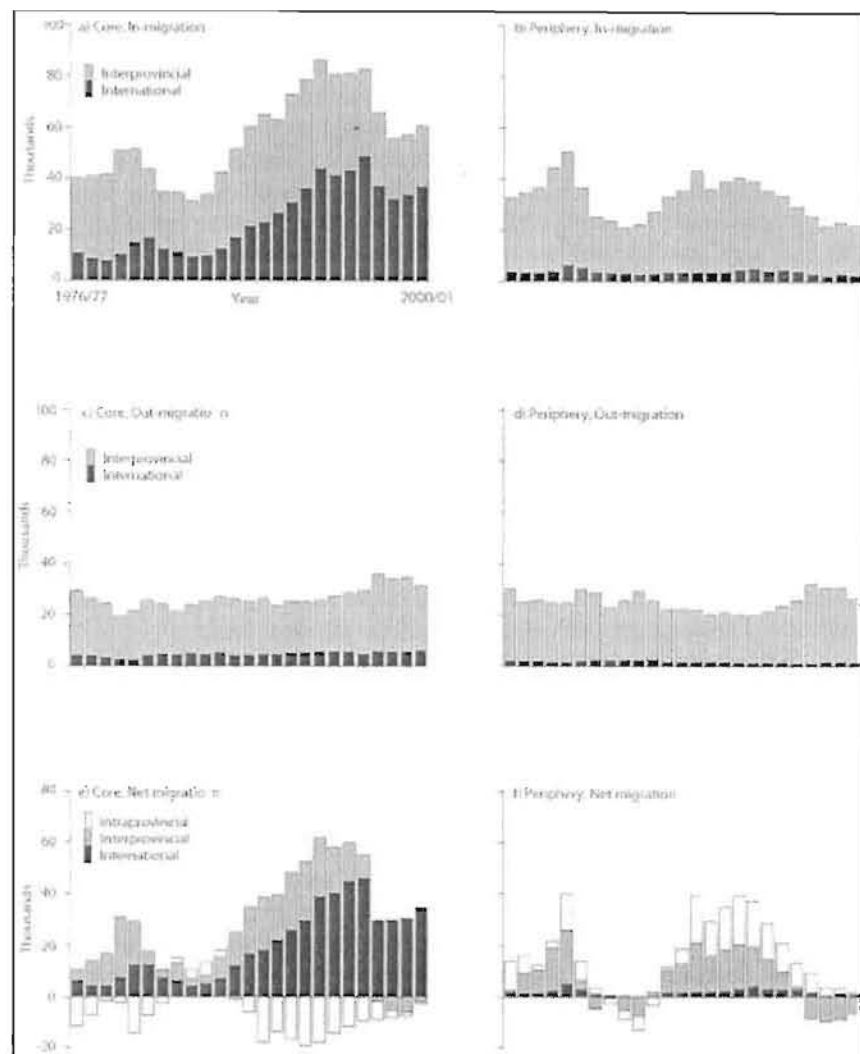 a) Core, In-migration
Interprovincial
International
100
80
60
40
20
0
Thousands
1976/77 Year 2000/01
b) Periphery, In-migration
c) Core, Out-migration
Interprovincial
International
100
80
60
40
20
0
Thousands
d) Periphery, Out-migration
e) Core, Net migration
Intraprovincial
Interprovincial
International
80
60
40
20
0
-20
Thousands
f) Periphery, Net migration